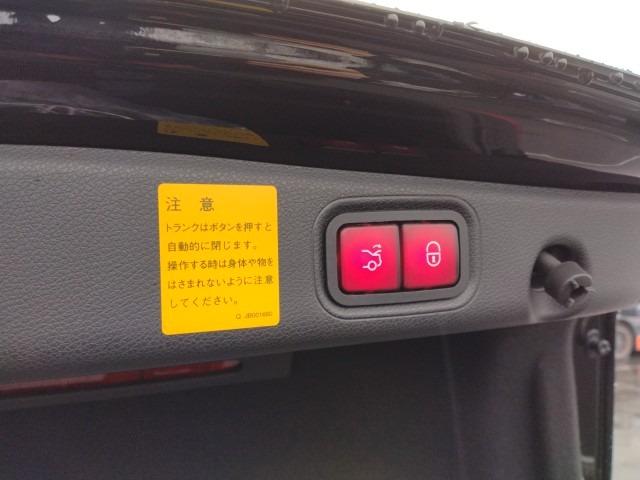 注 意
トランクはボタンを押すと
自動的に閉じます。
操作する時は身体や物を
はさまれないように注意
してください。